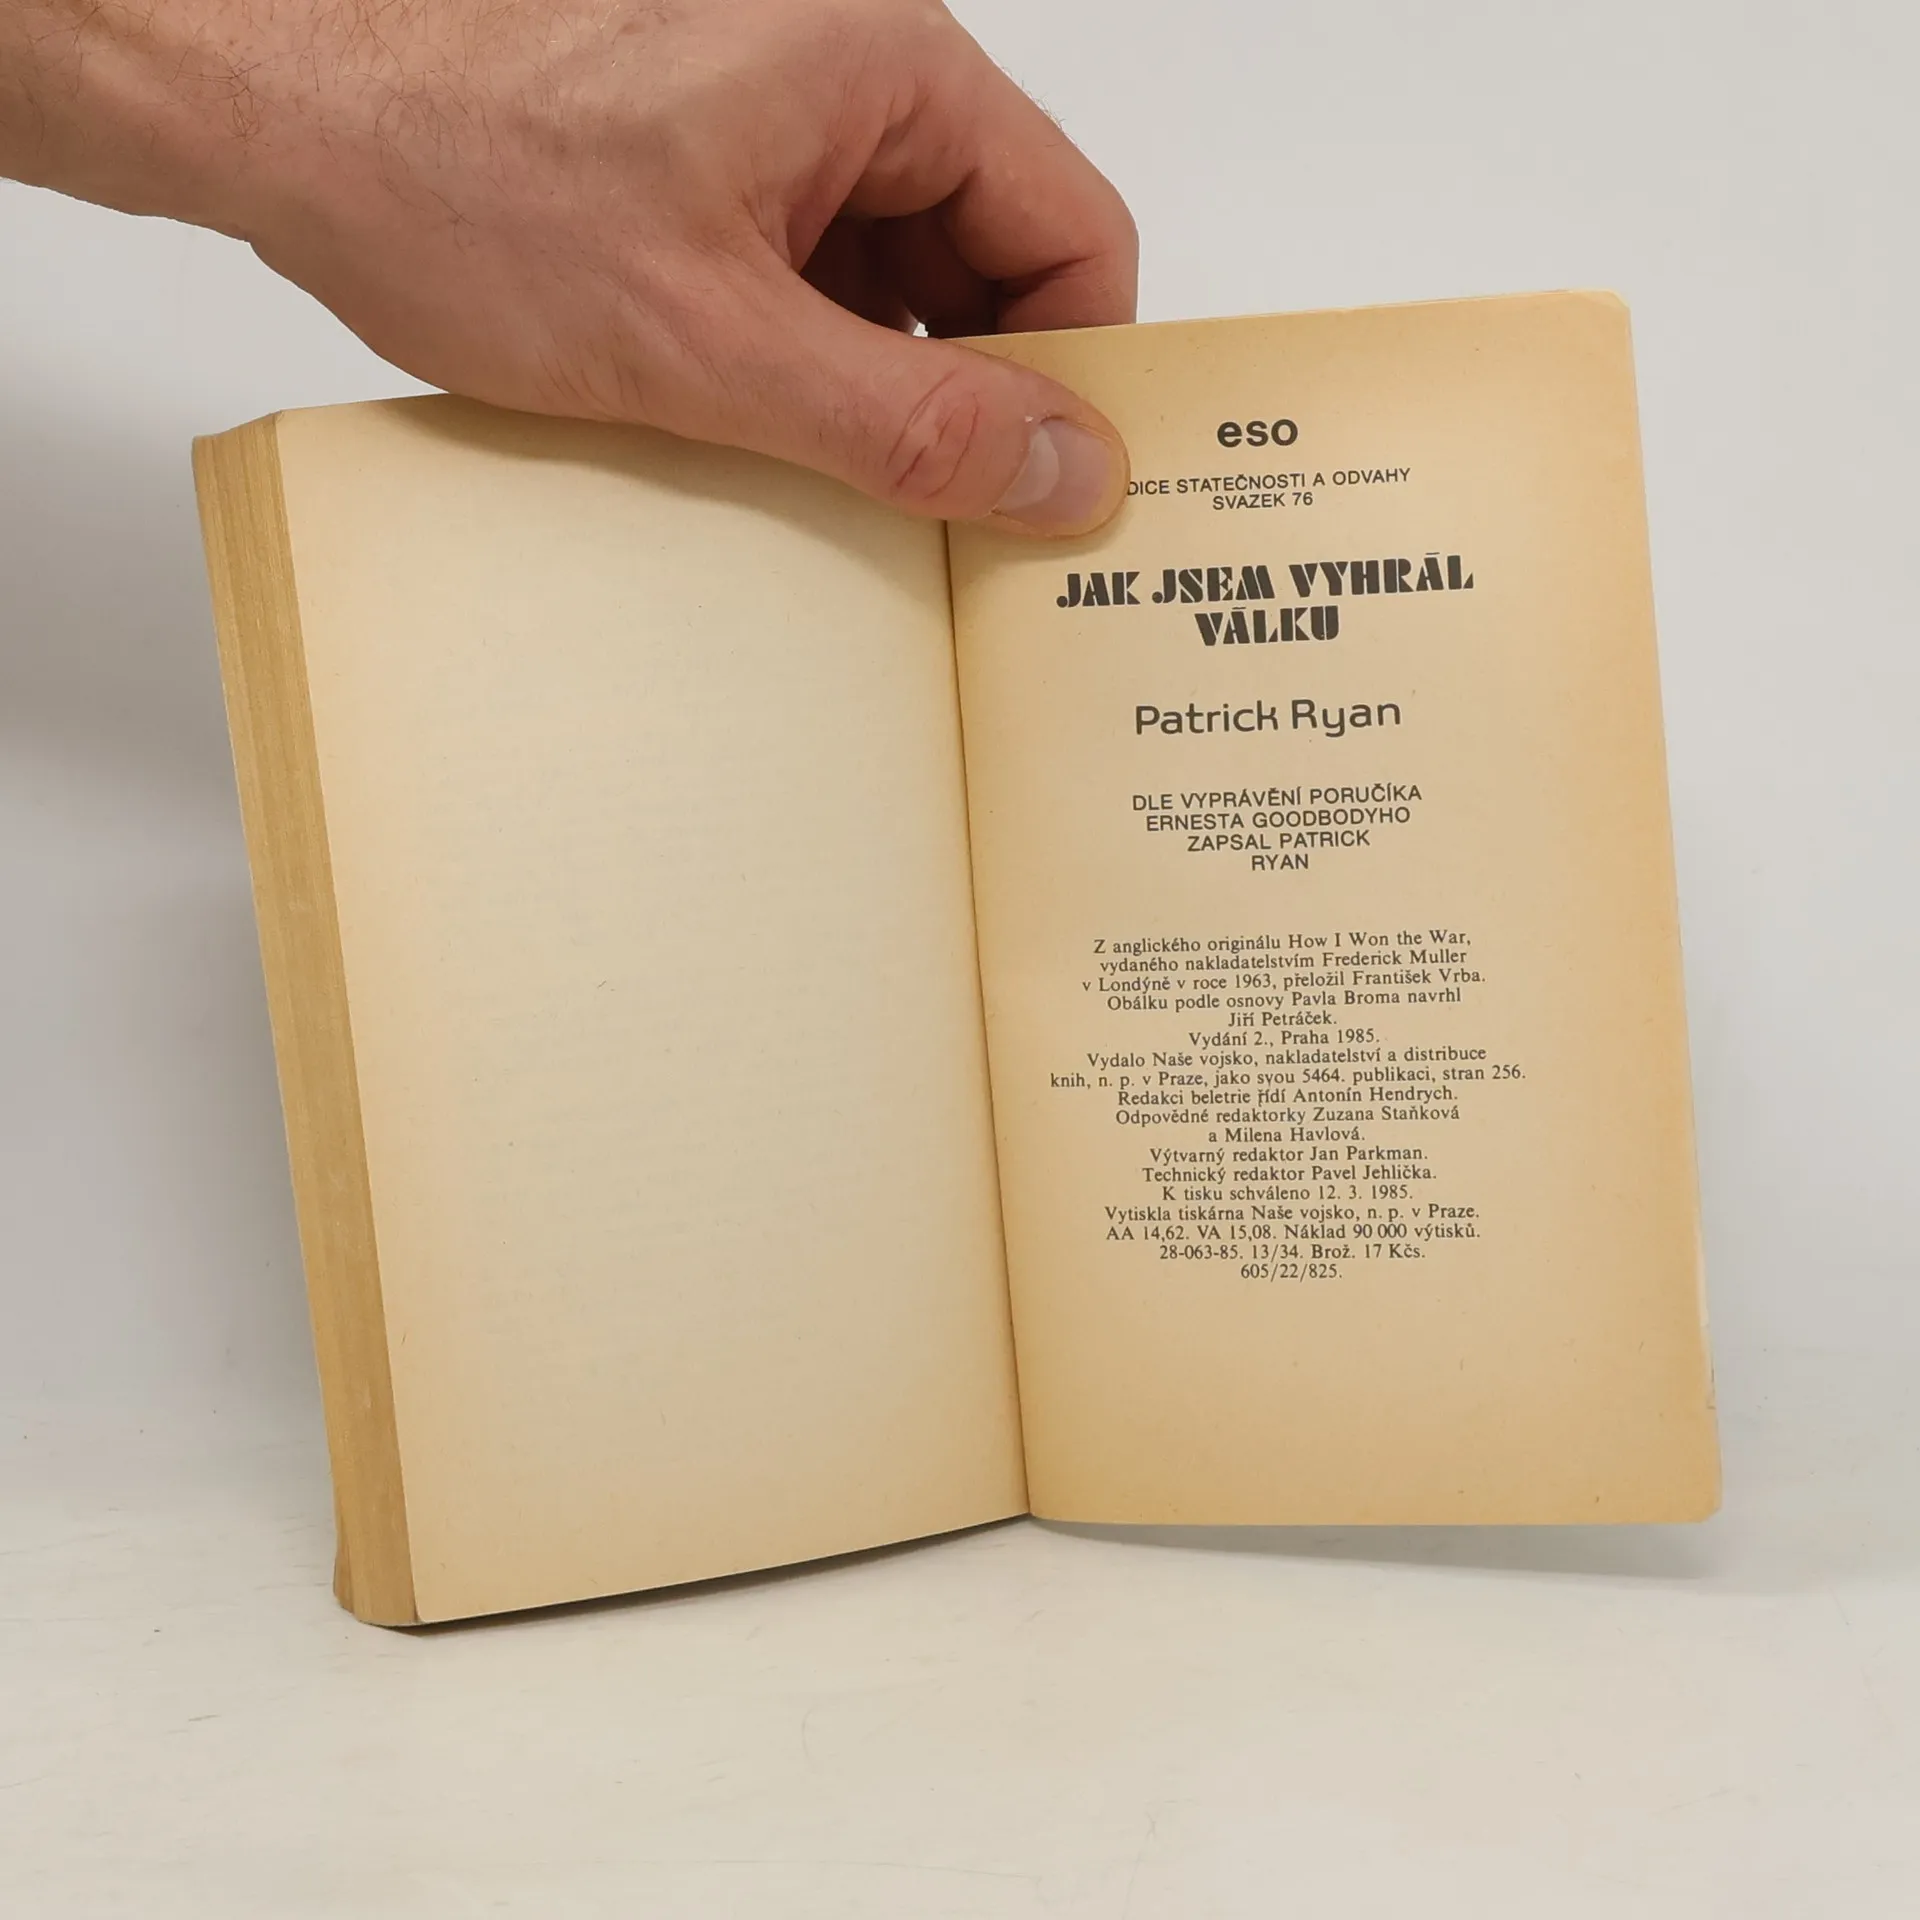 eso
DICE STATEČNOSTI A ODVAHY
SVAZEK 76
JAK JSEM VYHRÁL
VÁLKU
Patrick Ryan
DLE VYPRÁVĚNÍ PORUČÍKA
ERNESTA GOODBODYHO
ZAPSAL PATRICK
RYAN
Z anglického originálu How I Won the War,
vydaného nakladatelstvím Frederick Muller
v Londýně v roce 1963, přeložil František Vrba.
Obálku podle osnovy Pavla Broma navrhl
Jiří Petráček.
Vydání 2., Praha 1985.
Vydalo Naše vojsko, nakladatelství a distribuce
knih, n. p. v Praze, jako svou 5464. publikaci, stran 256.
Redakci beletrie řídí Antonín Hendrych.
Odpovědné redaktorky Zuzana Staňková
a Milena Havlová.
Výtvarný redaktor Jan Parkman.
Technický redaktor Pavel Jehlička.
K tisku schváleno 12. 3. 1985.
Vytiskla tiskárna Naše vojsko, n. p. v Praze.
AA 14,62. VA 15,08. Náklad 90 000 výtisků.
28-063-85. 13/34. Brož. 17 Kčs.
605/22/825.